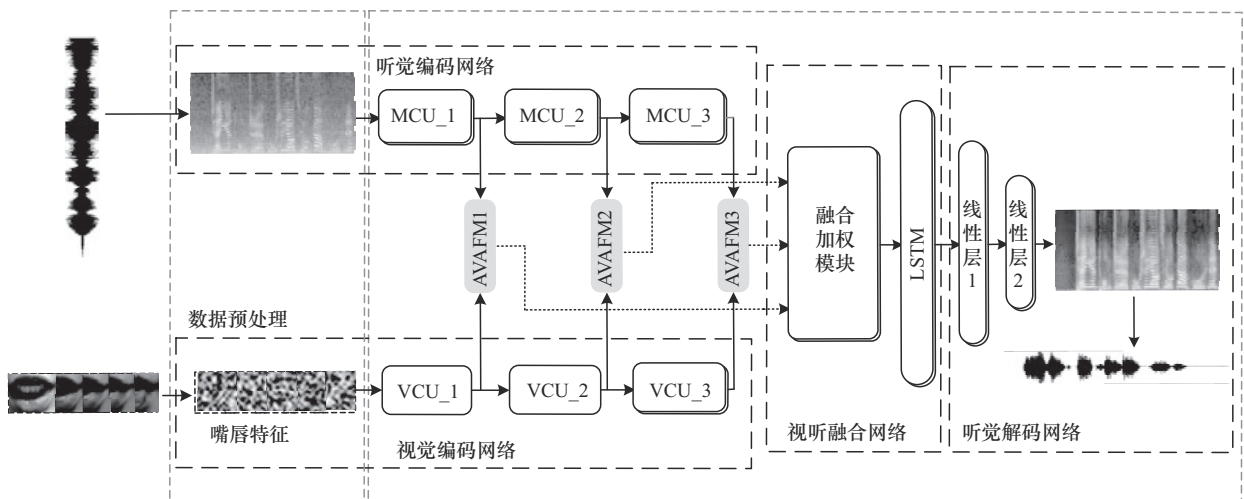 听觉编码网络
MCU_1
MCU_2
MCU_3
AVAFM1
AVAFM2
AVAFM3
融合
加权
模块
LSTM
线
性
层
1
线
性
层
2
数据预处理
VCU_1
VCU_2
VCU_3
嘴唇特征
视觉编码网络
视听融合网络
听觉解码网络